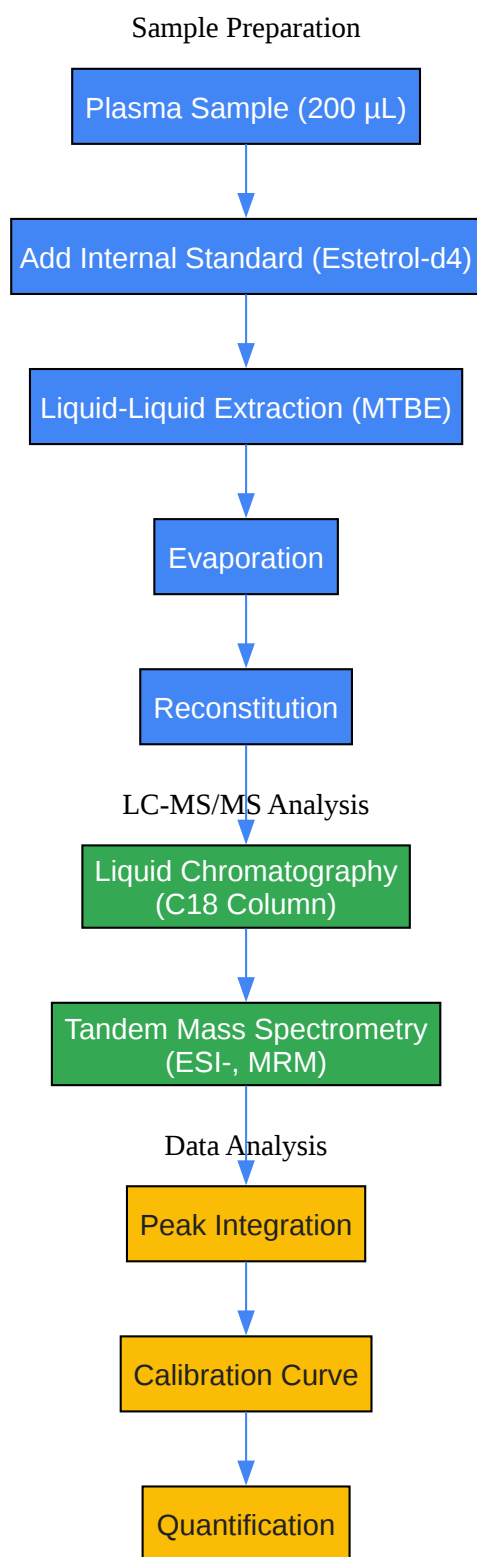 Sample Preparation
Plasma Sample (200 µL)
Add Internal Standard (Estetrol-d4)
Liquid-Liquid Extraction (MTBE)
Evaporation
Reconstitution
LC-MS/MS Analysis
Liquid Chromatography
(C18 Column)
Tandem Mass Spectrometry
(ESI-, MRM)
Data Analysis
Peak Integration
Calibration Curve
Quantification